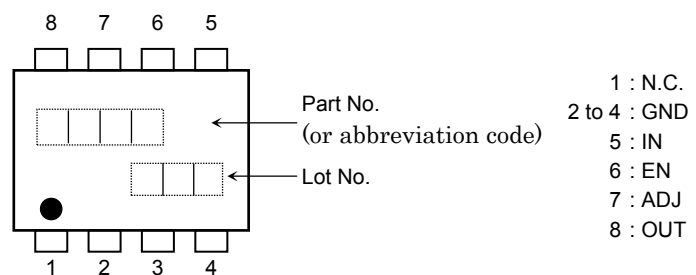 8 7 6 5
Part No.
(or abbreviation code)
Lot No.
1 2 3 4
1 : N.C.
2 to 4 : GND
5 : IN
6 : EN
7 : ADJ
8 : OUT